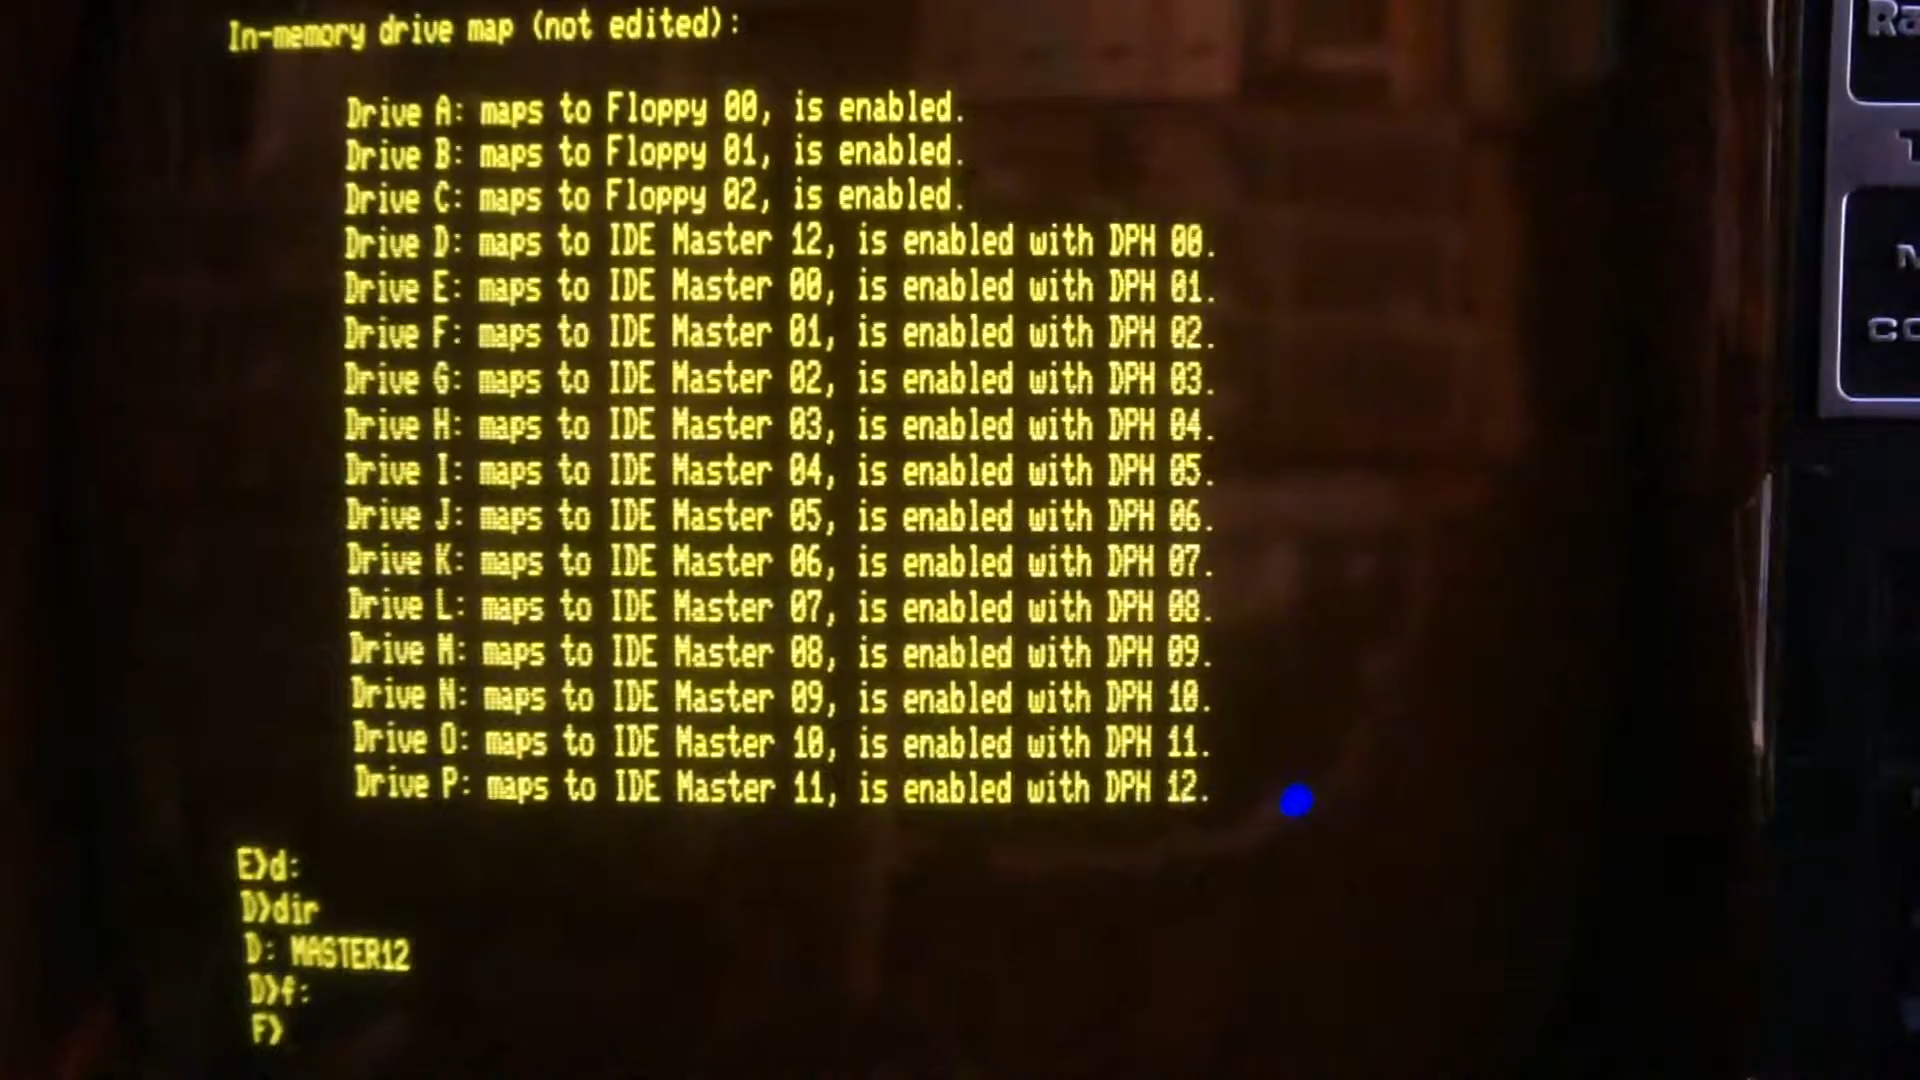 In-memory drive map (not edited):
Drive A: maps to Floppy 00, is enabled.
Drive B: maps to Floppy 01, is enabled.
Drive C: maps to Floppy 02, is enabled.
Drive D: maps to IDE Master 12, is enabled with DPH 00.
Drive E: maps to IDE Master 00, is enabled with DPH 01.
Drive F: maps to IDE Master 01, is enabled with DPH 02.
Drive G: maps to IDE Master 02, is enabled with DPH 03.
Drive H: maps to IDE Master 03, is enabled with DPH 04.
Drive I: maps to IDE Master 04, is enabled with DPH 05.
Drive J: maps to IDE Master 05, is enabled with DPH 06.
Drive K: maps to IDE Master 06, is enabled with DPH 07.
Drive L: maps to IDE Master 07, is enabled with DPH 08.
Drive M: maps to IDE Master 08, is enabled with DPH 09.
Drive N: maps to IDE Master 09, is enabled with DPH 10.
Drive O: maps to IDE Master 10, is enabled with DPH 11.
Drive P: maps to IDE Master 11, is enabled with DPH 12.
E>d:
D>dir
D: MASTER12
D>f:
F>